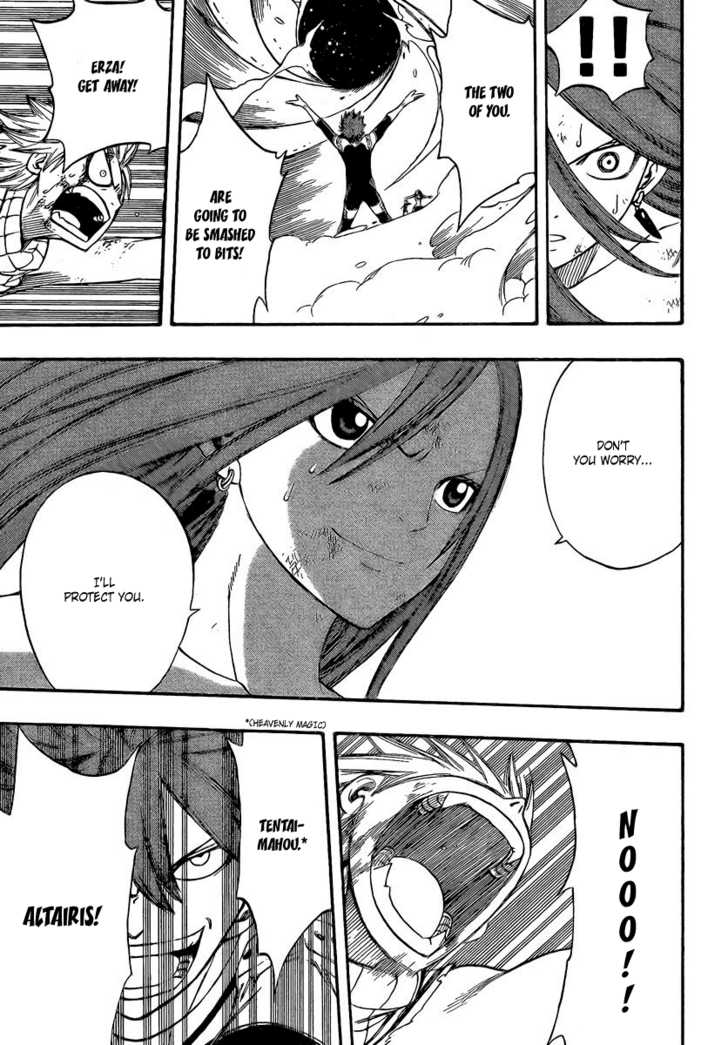 !!
THE TWO
OF YOU.
ARE
GOING TO
BE SMASHED
TO BITS!
ERZA!
GET AWAY!
DON'T
YOU WORRY...
I'LL
PROTECT YOU.
NOOO!!
TENTAI-
MAHOU.*
*(HEAVENLY MAGIC)
ALTAIRIS!